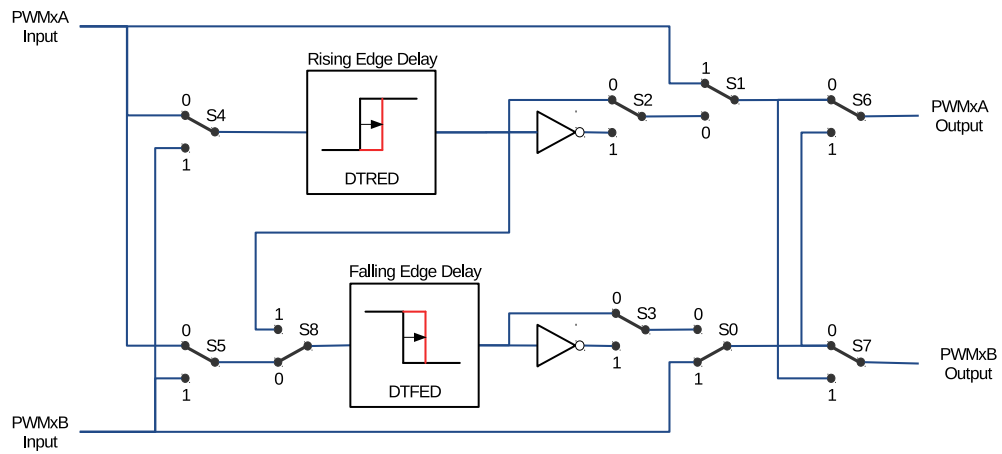 PWMxA
Input
Rising Edge Delay
DTRED
0
S4
1
0
S2
1
1
S1
0
0
S6
1
PWMxA
Output
Falling Edge Delay
DTFED
0
S5
1
1
S8
0
0
S3
1
0
S0
1
0
S7
1
PWMxB
Output
PWMxB
Input